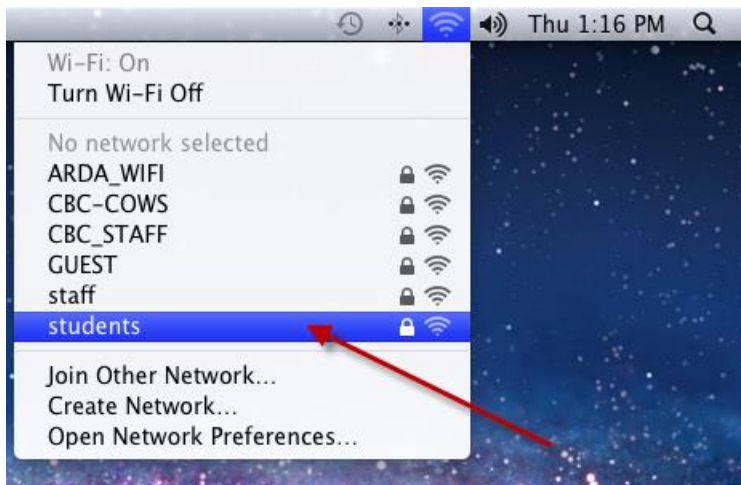 Thu 1:16 PM
Wi-Fi: On
Turn Wi-Fi Off
No network selected
ARDA_WIFI
CBC-COWS
CBC_STAFF
GUEST
staff
students
Join Other Network...
Create Network...
Open Network Preferences...